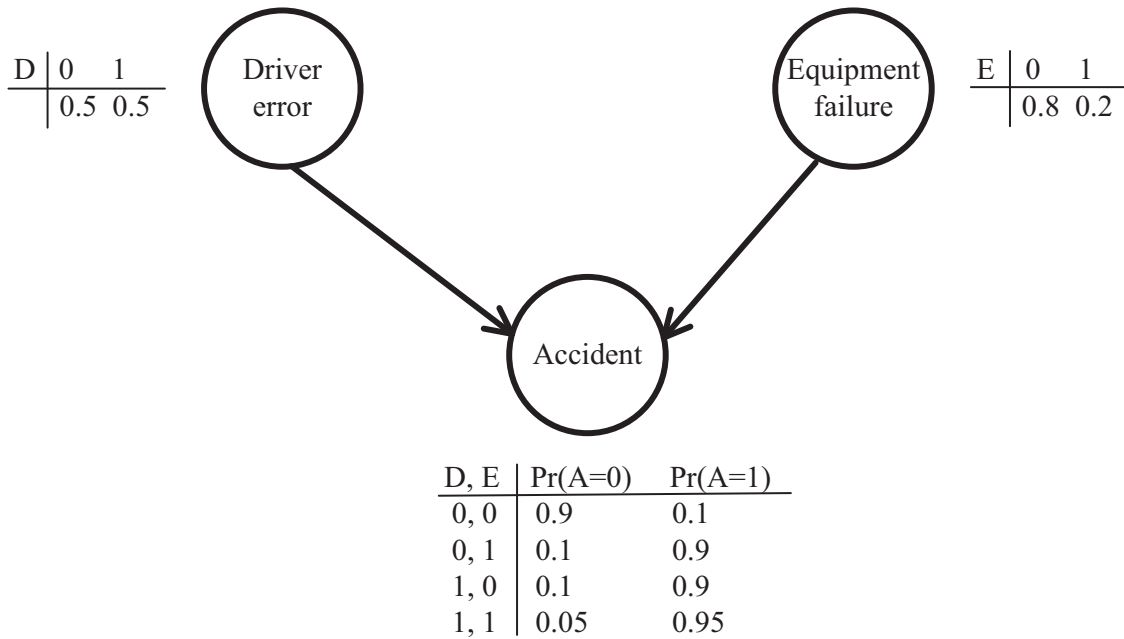 D 0 1
0.5 0.5
Driver
error
Equipment
failure
E 0 1
0.8 0.2
Accident
D, E Pr(A=0) Pr(A=1)
0, 0 0.9 0.1
0, 1 0.1 0.9
1, 0 0.1 0.9
1, 1 0.05 0.95